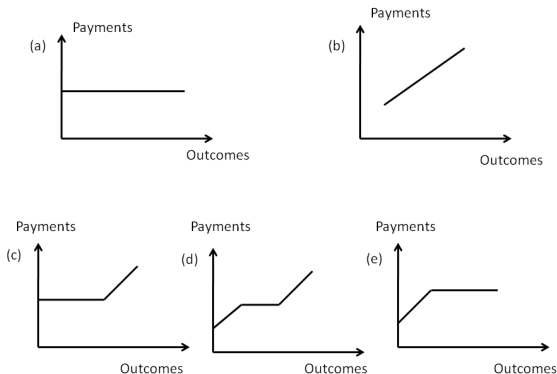 Payments
(a)
Outcomes
Payments
(b)
Outcomes
Payments
(c)
Outcomes
Payments
(d)
Outcomes
Payments
(e)
Outcomes